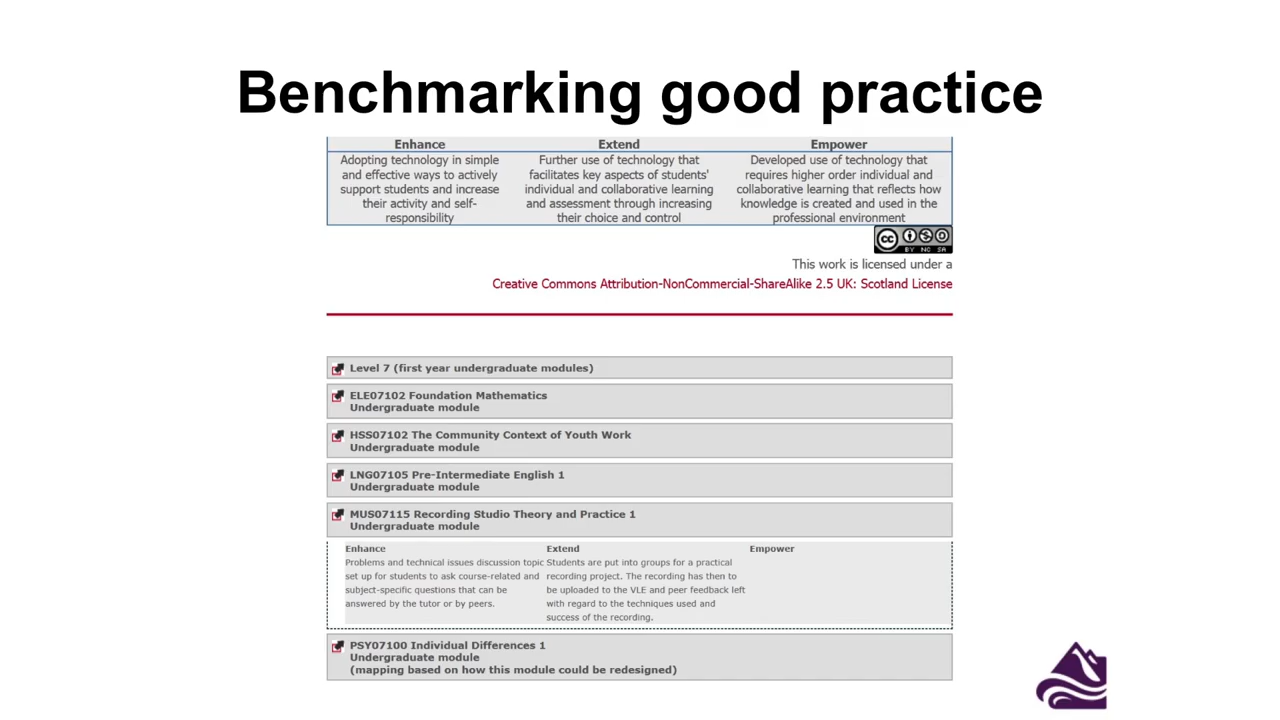 Benchmarking good practice
Enhance Extend Empower
Adopting technology in simple and effective ways to actively support students and increase their activity and self-responsibility
Further use of technology that facilitates key aspects of students' individual and collaborative learning and assessment through increasing their choice and control
Developed use of technology that requires higher order individual and collaborative learning that reflects how knowledge is created and used in the professional environment
cc BY NC SA
This work is licensed under a
Creative Commons Attribution-NonCommercial-ShareAlike 2.5 UK: Scotland License
Level 7 (first year undergraduate modules)
ELE07102 Foundation Mathematics
Undergraduate module
HSS07102 The Community Context of Youth Work
Undergraduate module
LNG07105 Pre-Intermediate English 1
Undergraduate module
MUS07115 Recording Studio Theory and Practice 1
Undergraduate module
Enhance
Problems and technical issues discussion topic
set up for students to ask course-related and
subject-specific questions that can be
answered by the tutor or by peers.
Extend
Students are put into groups for a practical
recording project. The recording has then to
be uploaded to the VLE and peer feedback left
with regard to the techniques used and
success of the recording.
Empower
PSY07100 Individual Differences 1
Undergraduate module
(mapping based on how this module could be redesigned)